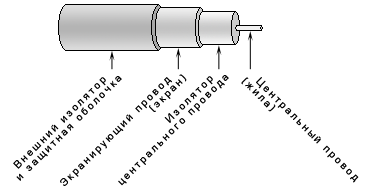 Внешний изолятор
и защитная оболочка
Экранирующий провод
(экран)
Изолятор
центрального провода
Центральный провод
(жила)